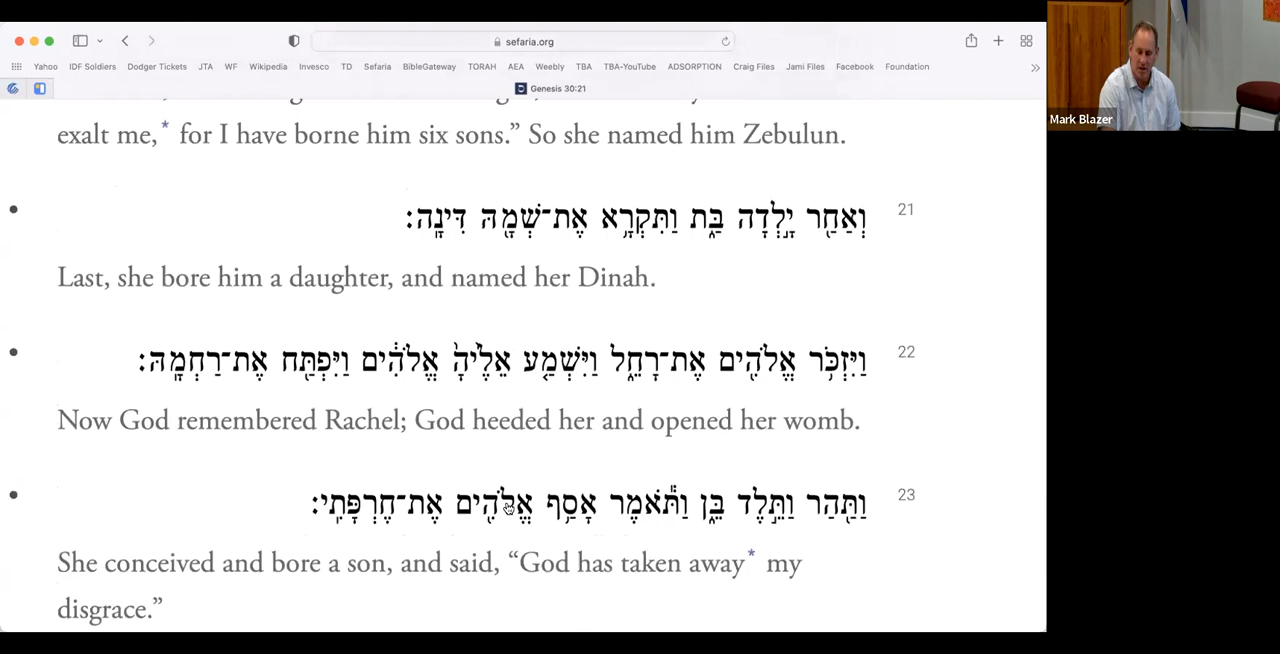 sefaria.org
Yahoo IDF Soldiers Dodger Tickets JTA WF Wikipedia Invesco TD Sefaria BibleGateway TORAH AEA Weebly TBA TBA-YouTube ADSORPTION Craig Files Jami Files Facebook Foundation
Genesis 30:21
exalt me,* for I have borne him six sons.” So she named him Zebulun.
21
וְאַחַ֖ר יָ֣לְדָה בַּ֑ת וַתִּקְרָ֥א אֶת־שְׁמָ֖הּ דִּינָֽה׃
Last, she bore him a daughter, and named her Dinah.
22
וַיִּזְכֹּ֥ר אֱלֹהִ֖ים אֶת־רָחֵ֑ל וַיִּשְׁמַ֤ע אֵלֶ֙יהָ֙ אֱלֹהִ֔ים וַיִּפְתַּ֖ח אֶת־רַחְמָֽהּ׃
Now God remembered Rachel; God heeded her and opened her womb.
23
וַתַּ֖הַר וַתֵּ֣לֶד בֵּ֑ן וַתֹּ֕אמֶר אָסַ֥ף אֱלֹהִ֖ים אֶת־חֶרְפָּתִֽי׃
She conceived and bore a son, and said, “God has taken away* my
disgrace.”
Mark Blazer